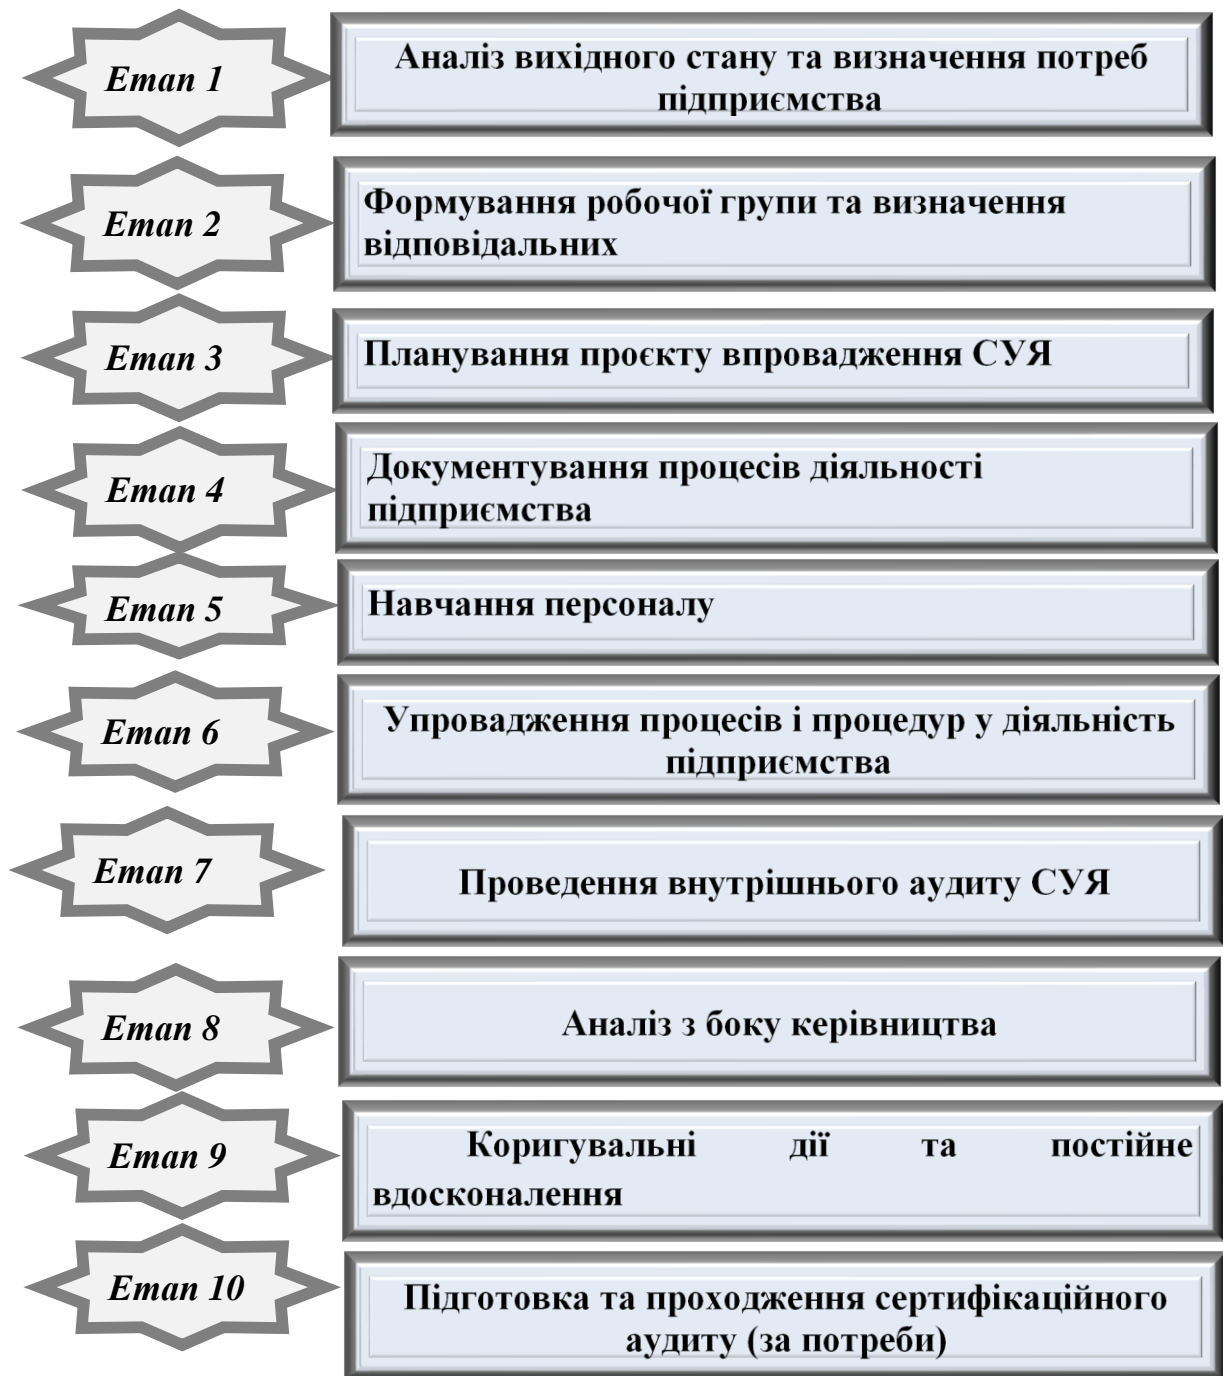 Етап 1
Аналіз вихідного стану та визначення потреб
підприємства
Етап 2
Формування робочої групи та визначення
відповідальних
Етап 3
Планування проєкту впровадження СУЯ
Етап 4
Документування процесів діяльності
підприємства
Етап 5
Навчання персоналу
Етап 6
Упровадження процесів і процедур у діяльність
підприємства
Етап 7
Проведення внутрішнього аудиту СУЯ
Етап 8
Аналіз з боку керівництва
Етап 9
Коригувальні дії та постійне
вдосконалення
Етап 10
Підготовка та проходження сертифікаційного
аудиту (за потреби)